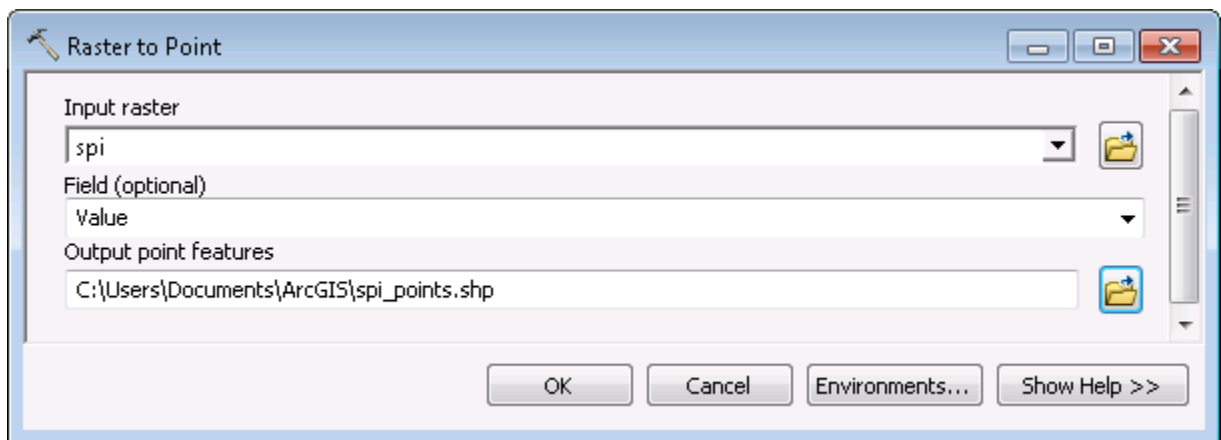 Raster to Point
Input raster
spi
Field (optional)
Value
Output point features
C:\Users\Documents\ArcGIS\spi_points.shp
OK Cancel Environments... Show Help >>